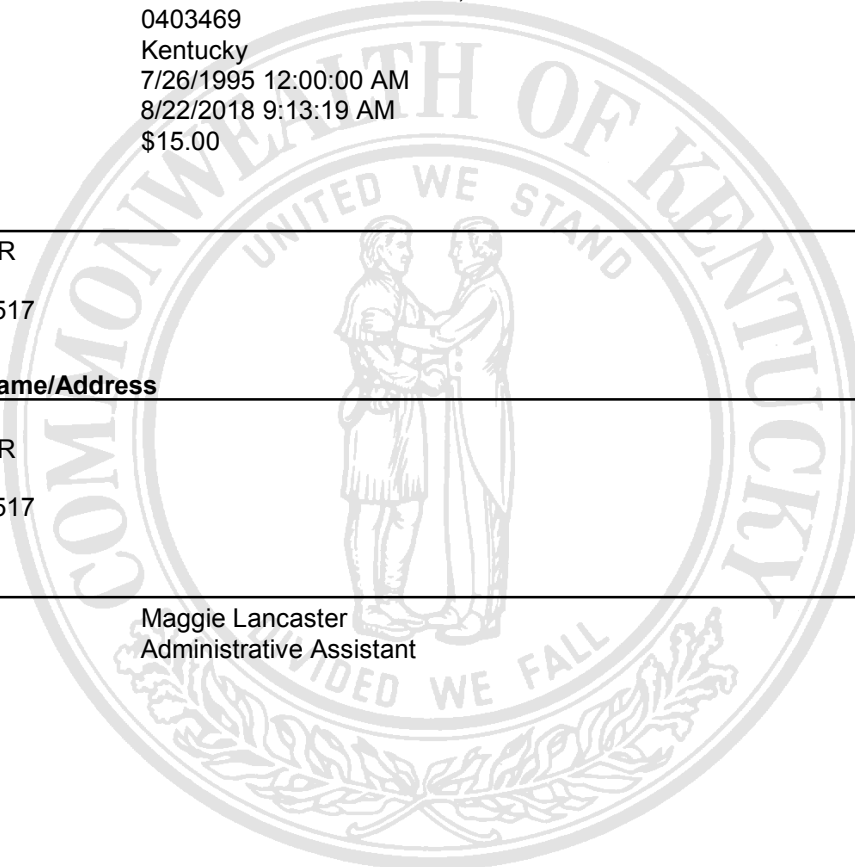 0403469
Kentucky
7/26/1995 12:00:00 AM
8/22/2018 9:13:19 AM
$15.00
COMMONWEALTH OF KENTUCKY
UNITED WE STAND
R
517
ame/Address
R
517
Maggie Lancaster
Administrative Assistant
DIVIDED WE FALL